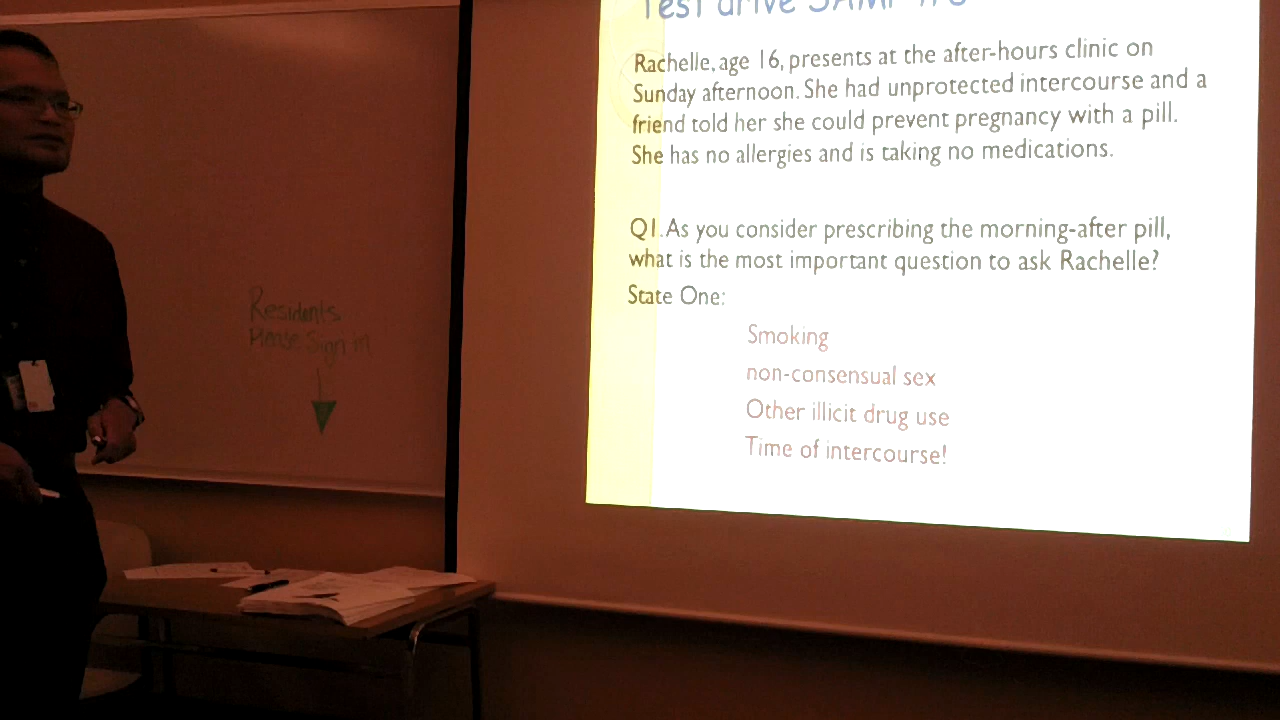 Test drive SAMP
Rachelle, age 16, presents at the after-hours clinic on
Sunday afternoon. She had unprotected intercourse and a
friend told her she could prevent pregnancy with a pill.
She has no allergies and is taking no medications.
Q1. As you consider prescribing the morning-after pill,
what is the most important question to ask Rachelle?
State One:
Smoking
non-consensual sex
Other illicit drug use
Time of intercourse!
Residents
Please Sign in